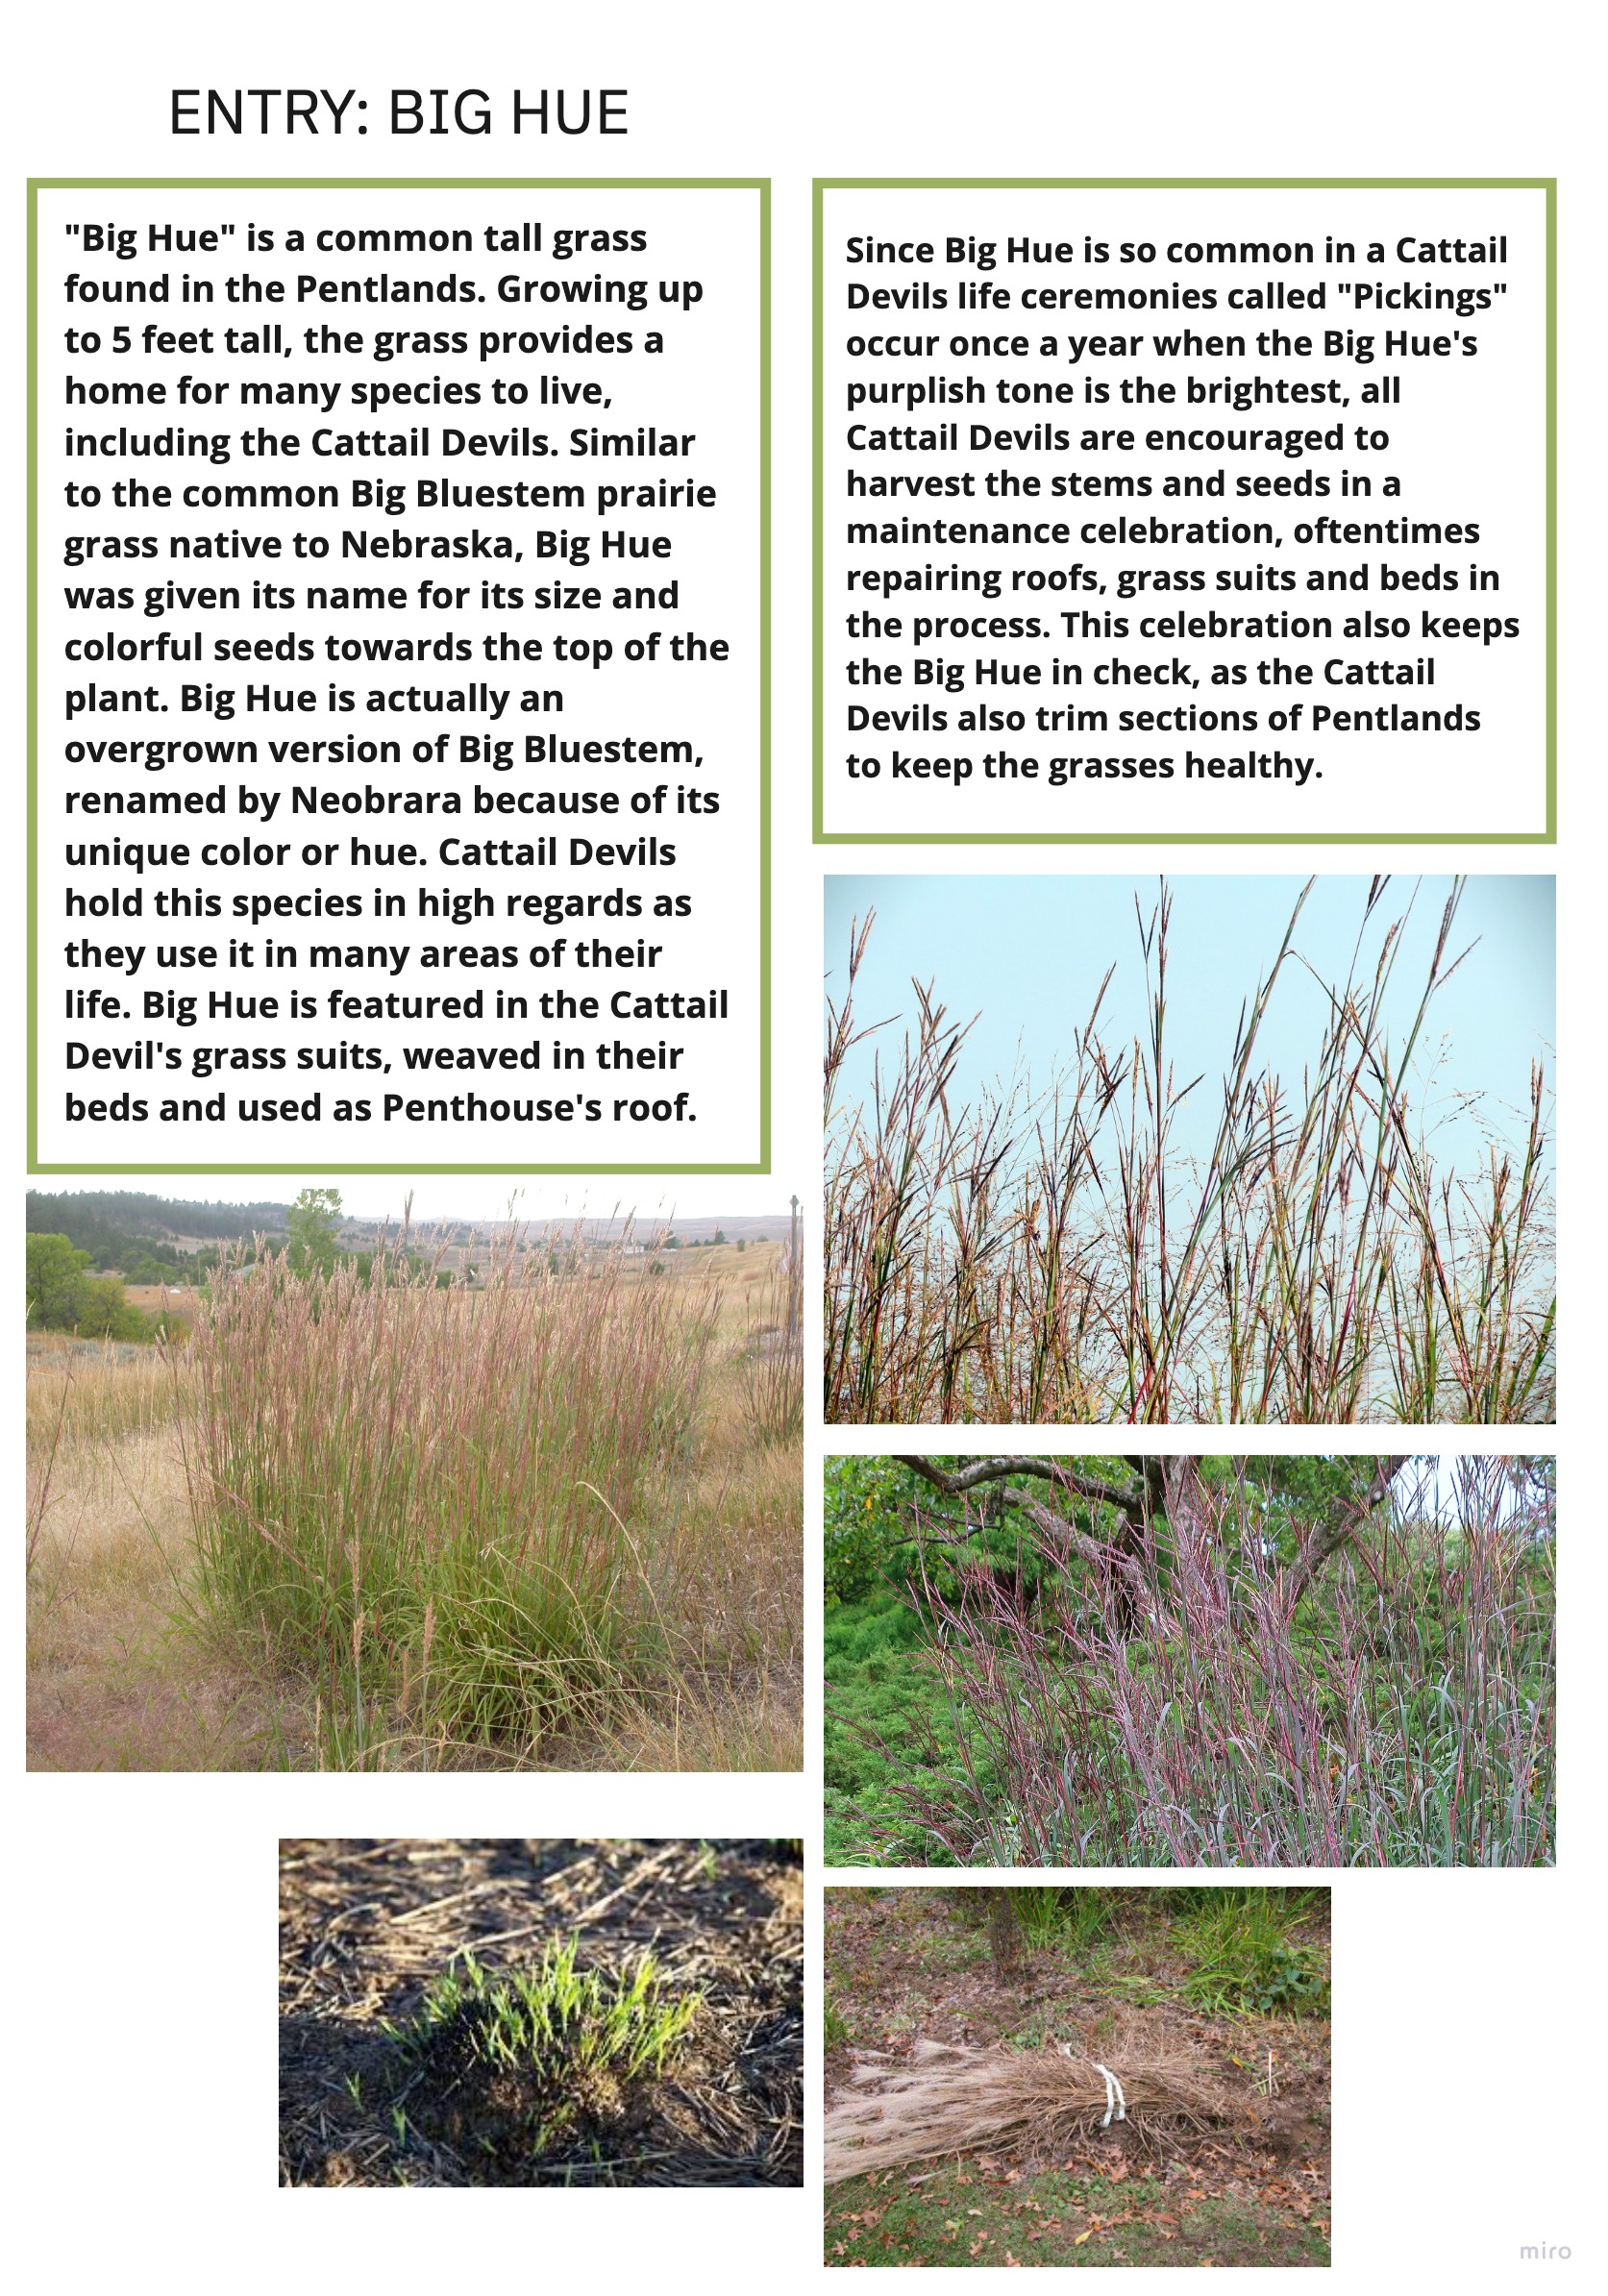 ENTRY: BIG HUE
"Big Hue" is a common tall grass
found in the Pentlands. Growing up
to 5 feet tall, the grass provides a
home for many species to live,
including the Cattail Devils. Similar
to the common Big Bluestem prairie
grass native to Nebraska, Big Hue
was given its name for its size and
colorful seeds towards the top of the
plant. Big Hue is actually an
overgrown version of Big Bluestem,
renamed by Neobrara because of its
unique color or hue. Cattail Devils
hold this species in high regards as
they use it in many areas of their
life. Big Hue is featured in the Cattail
Devil's grass suits, weaved in their
beds and used as Penthouse's roof.
Since Big Hue is so common in a Cattail
Devils life ceremonies called "Pickings"
occur once a year when the Big Hue's
purplish tone is the brightest, all
Cattail Devils are encouraged to
harvest the stems and seeds in a
maintenance celebration, oftentimes
repairing roofs, grass suits and beds in
the process. This celebration also keeps
the Big Hue in check, as the Cattail
Devils also trim sections of Pentlands
to keep the grasses healthy.
miro